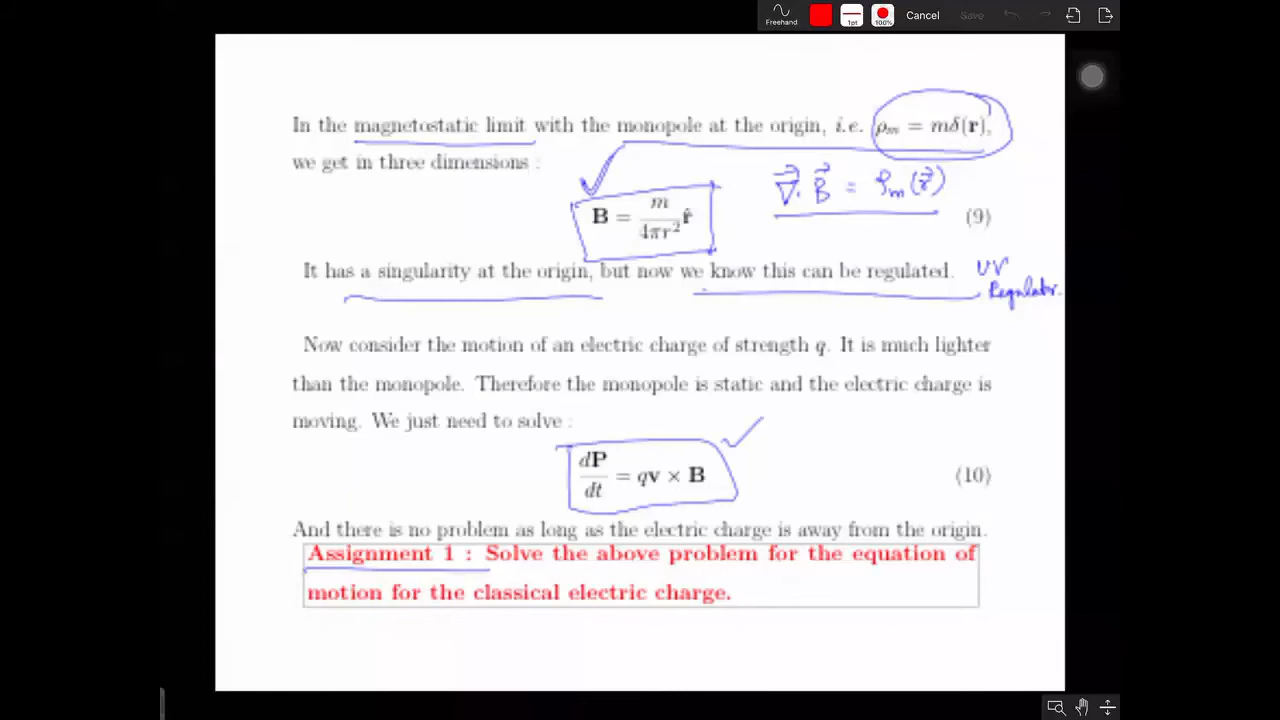 Freehand 1pt 100% Cancel Save
In the magnetostatic limit with the monopole at the origin, i.e. ρₘ = mδ(𝐫),
we get in three dimensions :
∇⃗. B⃗ = ρₘ(r⃗)
𝐁 = m/4πr² 𝐫̂ (9)
It has a singularity at the origin, but now we know this can be regulated.
UV
Regulator.
Now consider the motion of an electric charge of strength q. It is much lighter
than the monopole. Therefore the monopole is static and the electric charge is
moving. We just need to solve :
d𝐏/dt = q𝐯 × 𝐁 (10)
And there is no problem as long as the electric charge is away from the origin.
Assignment 1 : Solve the above problem for the equation of
motion for the classical electric charge.